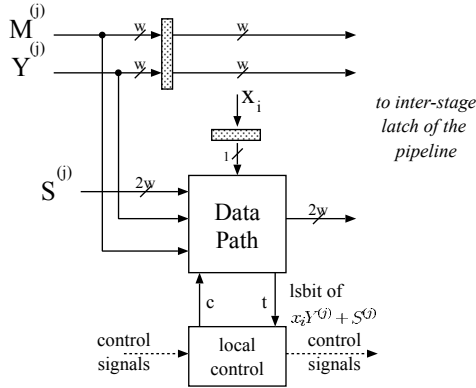 M^(j)
w
w
Y^(j)
w
w
x_i
to inter-stage
latch of the
pipeline
1
S^(j)
2w
Data
Path
2w
c
t
lsbit of
x_iY^(j) + S^(j)
control
signals
local
control
control
signals